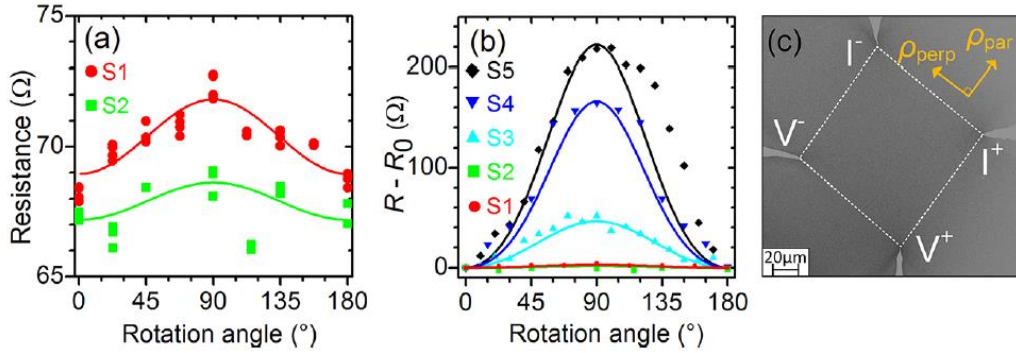 (a)
S1
S2
Resistance (Ω)
75
70
65
0 45 90 135 180
Rotation angle (°)
(b)
S5
S4
S3
S2
S1
R - R₀ (Ω)
200
100
0
0 45 90 135 180
Rotation angle (°)
(c)
I⁻
ρperp
ρpar
V⁻
I⁺
V⁺
20µm